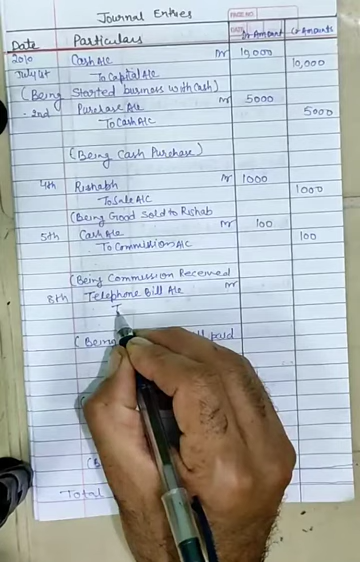 Journal Entries
PAGE NO
DATE
Date Particulars Dr Amount Cr Amounts
2010 Cash A/c Dr 10,000
July 1st To Capital A/c 10,000
(Being Started business with Cash)
2nd Purchase A/c Dr 5000
To Cash A/c 5000
(Being Cash Purchase)
4th Rishabh Dr 1000
To Sale A/c 1000
(Being Good Sold to Rishab
5th Cash A/c Dr 100
To Commission A/c 100
(Being Commission Received
8th Telephone Bill A/c Dr
T
(Being paid
Total